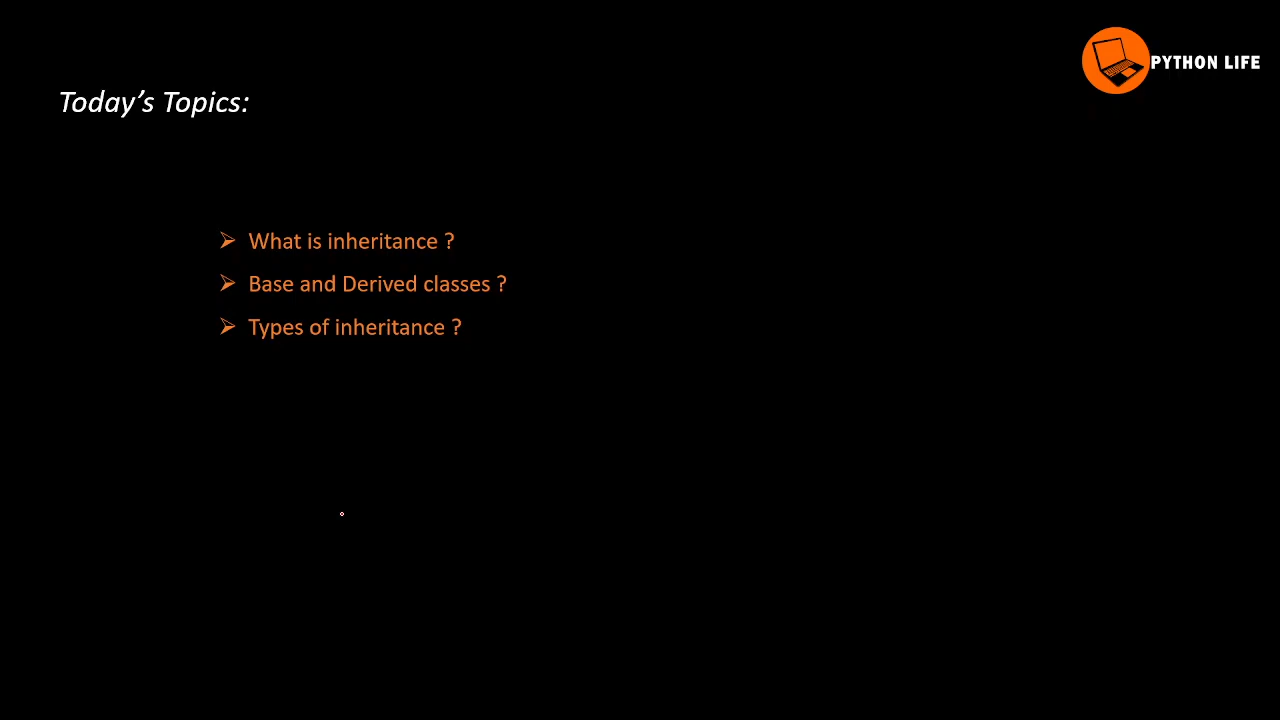 PYTHON LIFE
Today’s Topics:
What is inheritance ?
Base and Derived classes ?
Types of inheritance ?